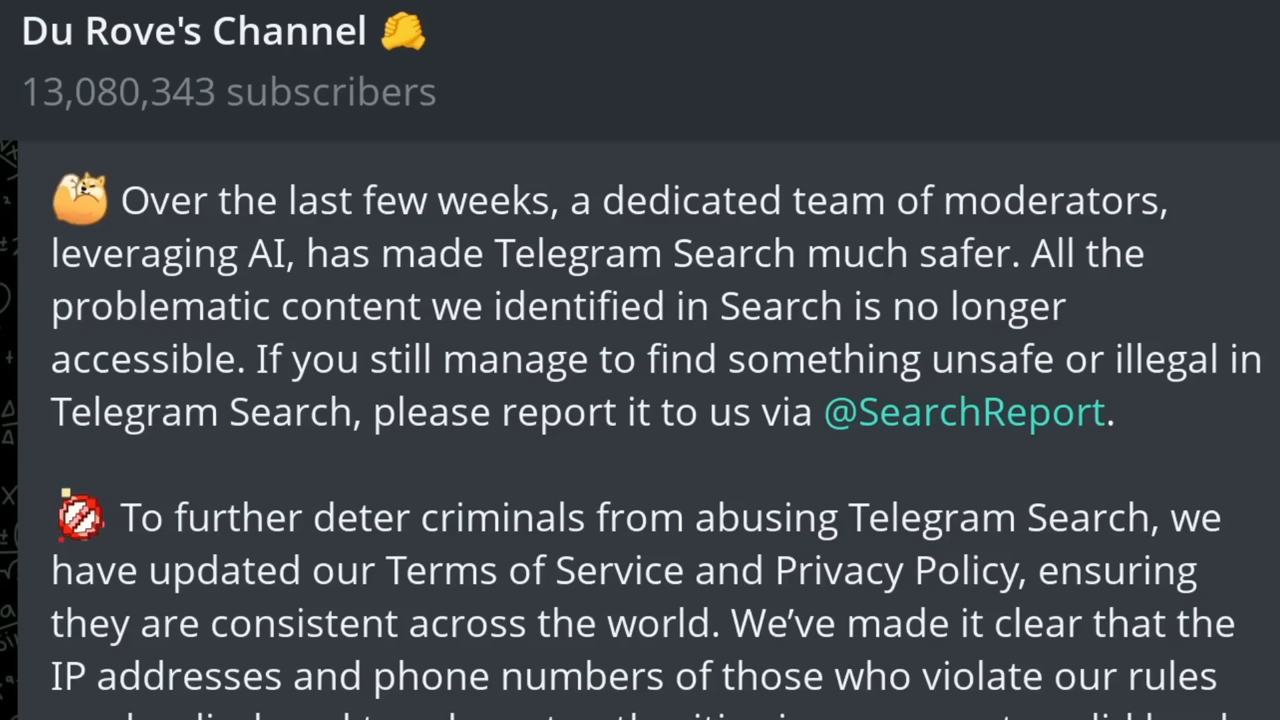 Du Rove's Channel
13,080,343 subscribers
Over the last few weeks, a dedicated team of moderators,
leveraging AI, has made Telegram Search much safer. All the
problematic content we identified in Search is no longer
accessible. If you still manage to find something unsafe or illegal in
Telegram Search, please report it to us via @SearchReport.
To further deter criminals from abusing Telegram Search, we
have updated our Terms of Service and Privacy Policy, ensuring
they are consistent across the world. We’ve made it clear that the
IP addresses and phone numbers of those who violate our rules